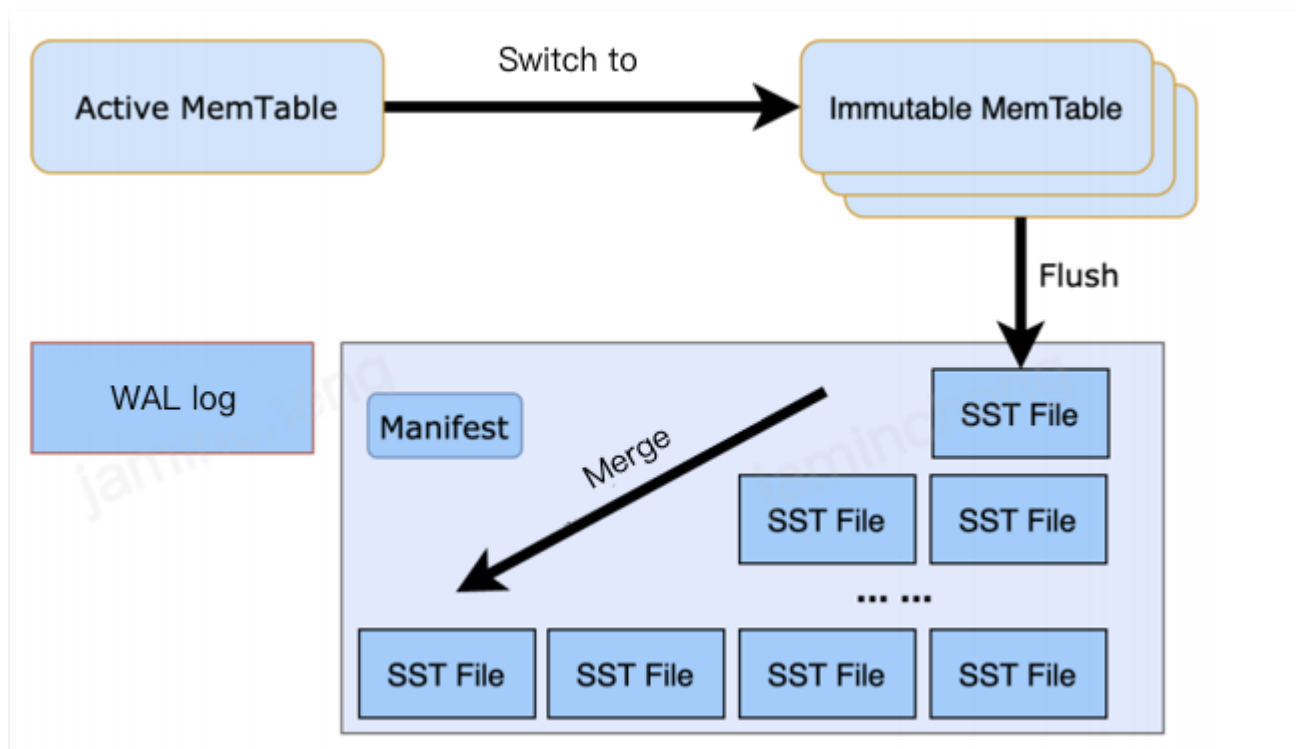 Switch to
Active MemTable
Immutable MemTable
Flush
WAL log
Manifest
Merge
SST File
SST File
SST File
... ...
SST File
SST File
SST File
SST File